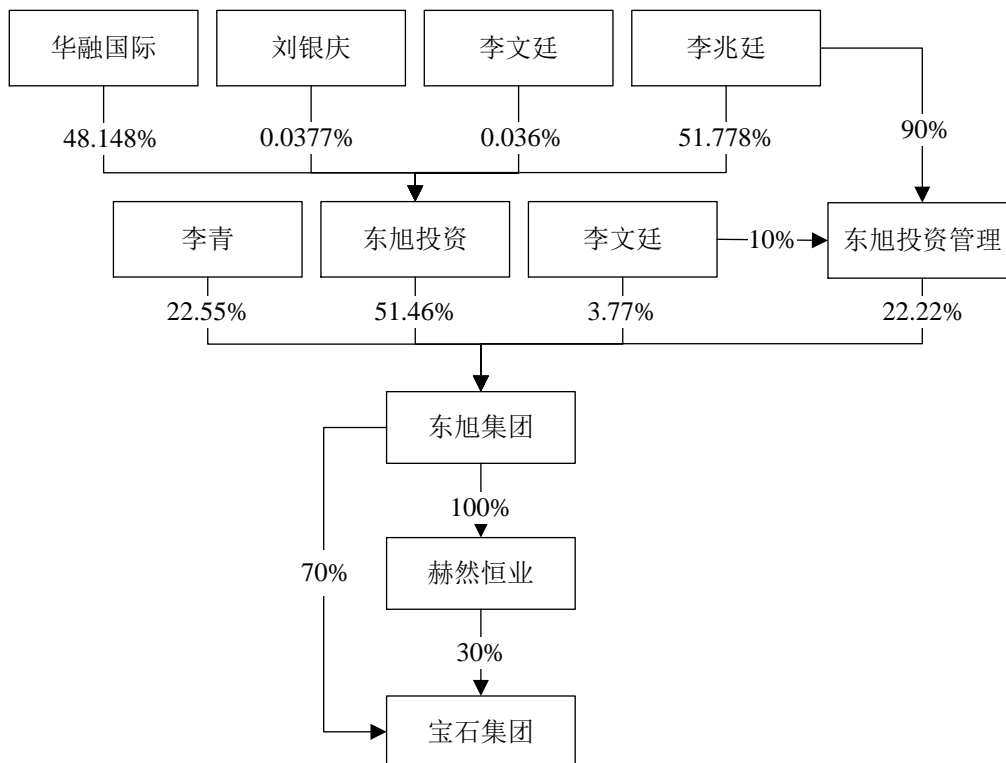 华融国际
刘银庆
李文廷
李兆廷
48.148%
0.0377%
0.036%
51.778%
90%
李青
东旭投资
李文廷
10%
东旭投资管理
22.55%
51.46%
3.77%
22.22%
东旭集团
100%
70%
赫然恒业
30%
宝石集团